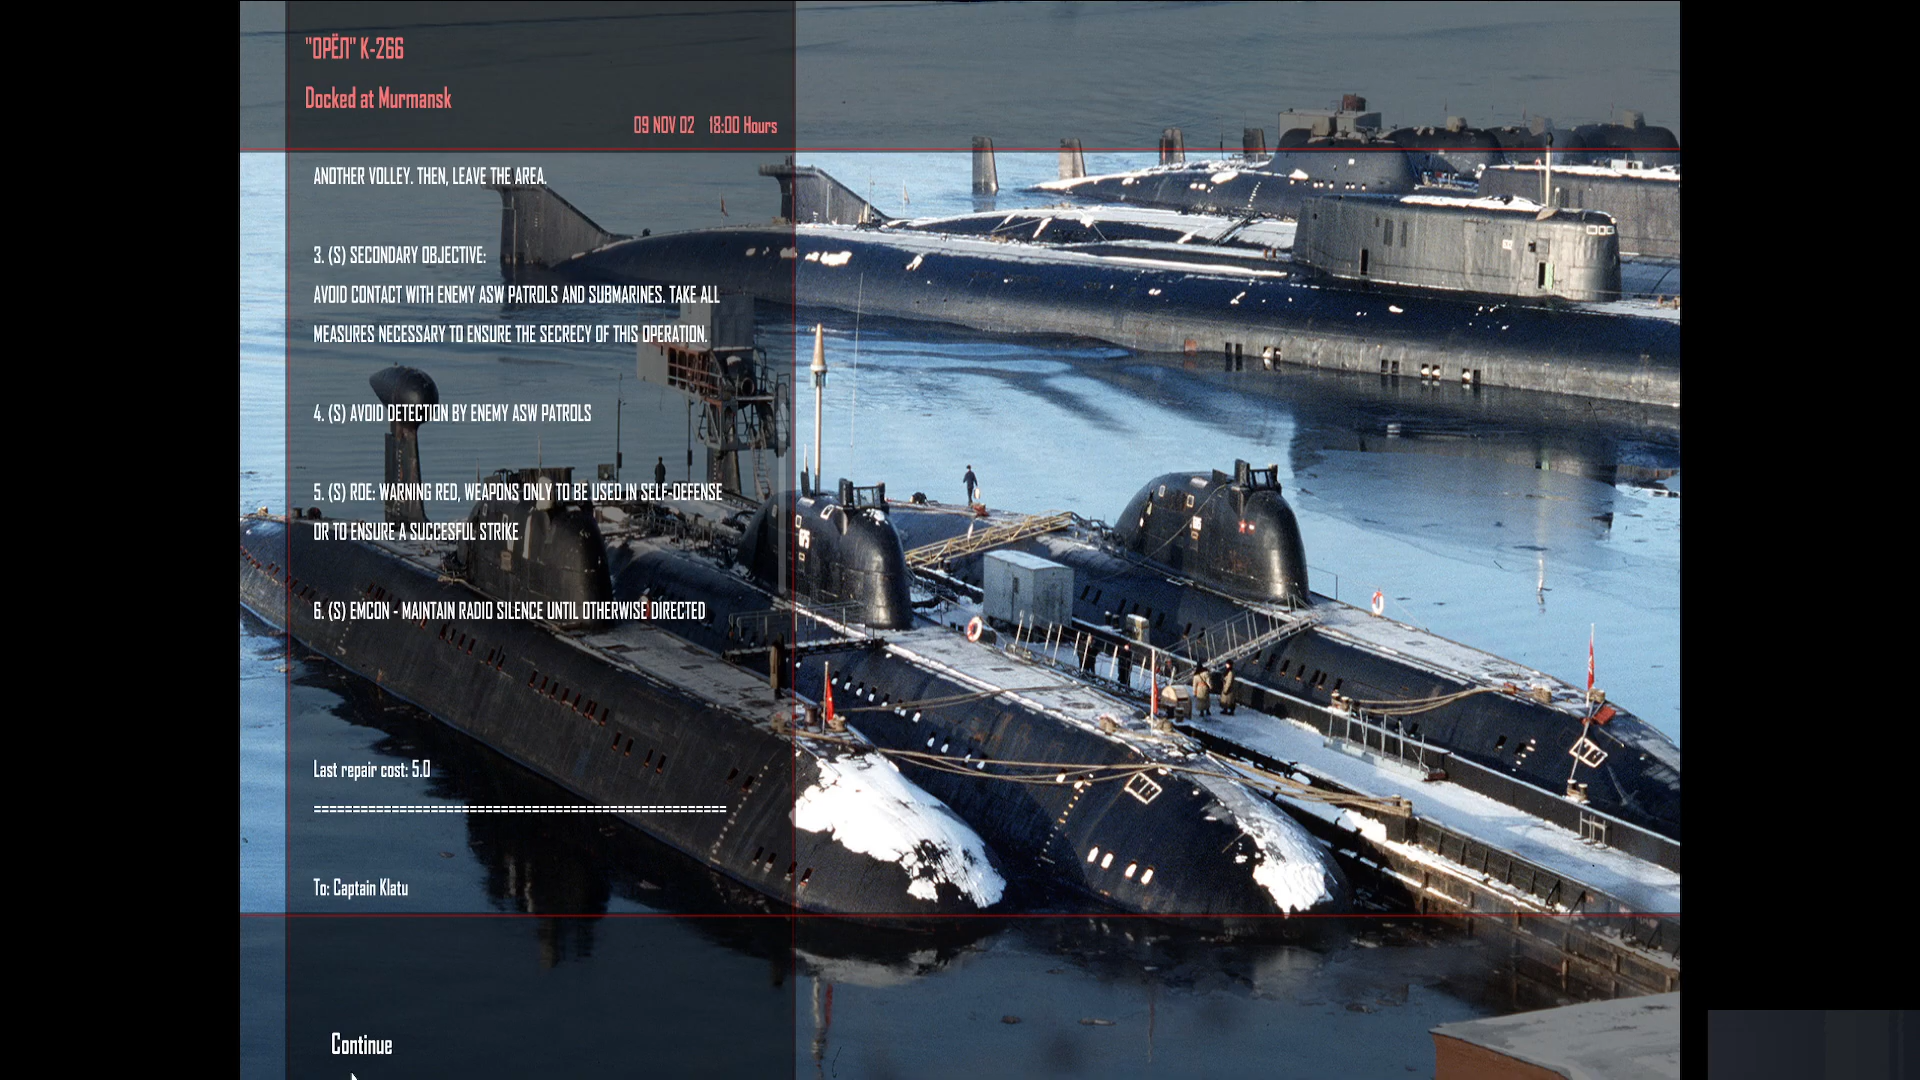 "ОРЁЛ" K-266
Docked at Murmansk
09 NOV 02 18:00 Hours
ANOTHER VOLLEY. THEN, LEAVE THE AREA.
3. (S) SECONDARY OBJECTIVE:
AVOID CONTACT WITH ENEMY ASW PATROLS AND SUBMARINES. TAKE ALL
MEASURES NECESSARY TO ENSURE THE SECRECY OF THIS OPERATION.
4. (S) AVOID DETECTION BY ENEMY ASW PATROLS
5. (S) ROE: WARNING RED, WEAPONS ONLY TO BE USED IN SELF-DEFENSE
OR TO ENSURE A SUCCESFUL STRIKE
6. (S) EMCON - MAINTAIN RADIO SILENCE UNTIL OTHERWISE DIRECTED
Last repair cost: 5.0
=====================================================
To: Captain Klatu
Continue